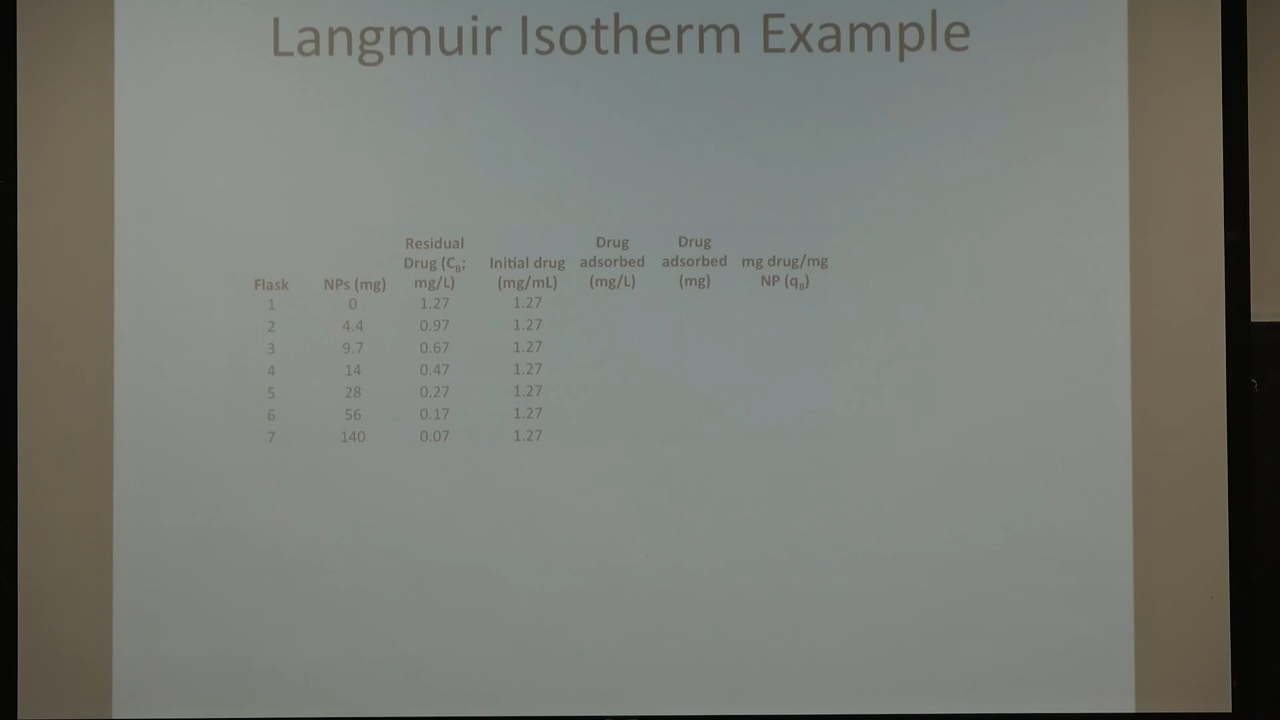 Langmuir Isotherm Example
Flask NPs (mg) Residual Drug (C_B; mg/L) Initial drug (mg/mL) Drug adsorbed (mg/L) Drug adsorbed (mg) mg drug/mg NP (q_B)
1 0 1.27 1.27
2 4.4 0.97 1.27
3 9.7 0.67 1.27
4 14 0.47 1.27
5 28 0.27 1.27
6 56 0.17 1.27
7 140 0.07 1.27